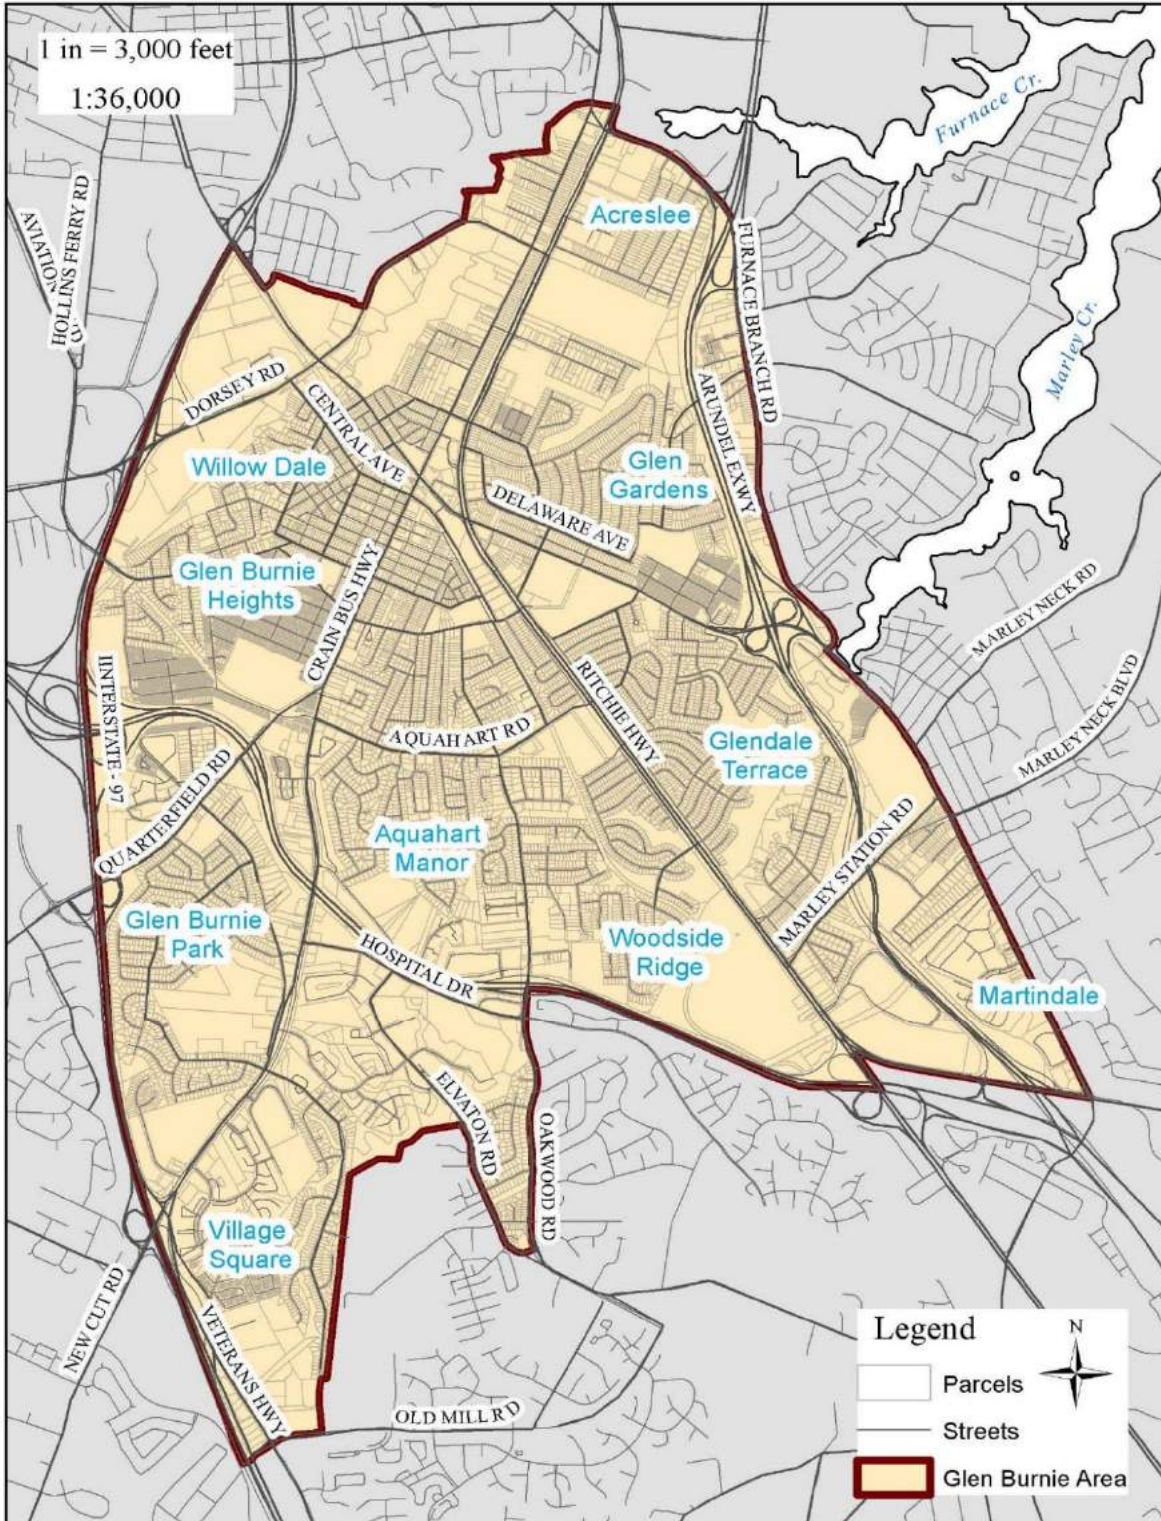 1 in = 3,000 feet
1:36,000
Furnace Cr.
HOLLINS FERRY RD
AVIATION
Acreslee
FURNACE BRANCH RD
Marley Cr.
DORSEY RD
CENTRAL AVE
ARUNDEL EXWY
Willow Dale
Glen
Gardens
DELAWARE AVE
Glen Burnie
Heights
CRAIN BUS HWY
MARLEY NECK RD
IINTERSTATE - 97
RITCHIE HWY
MARLEY NECK BLVD
AQUAHART RD
Glendale
Terrace
QUARTERFIELD RD
Aquahart
Manor
MARLEY STATION RD
Glen Burnie
Park
HOSPITAL DR
Woodside
Ridge
Martindale
ELVATON RD
OAKWOOD RD
Village
Square
NEW CUT RD
VETERANS HWY
OLD MILL RD
Legend
N
Parcels
Streets
Glen Burnie Area